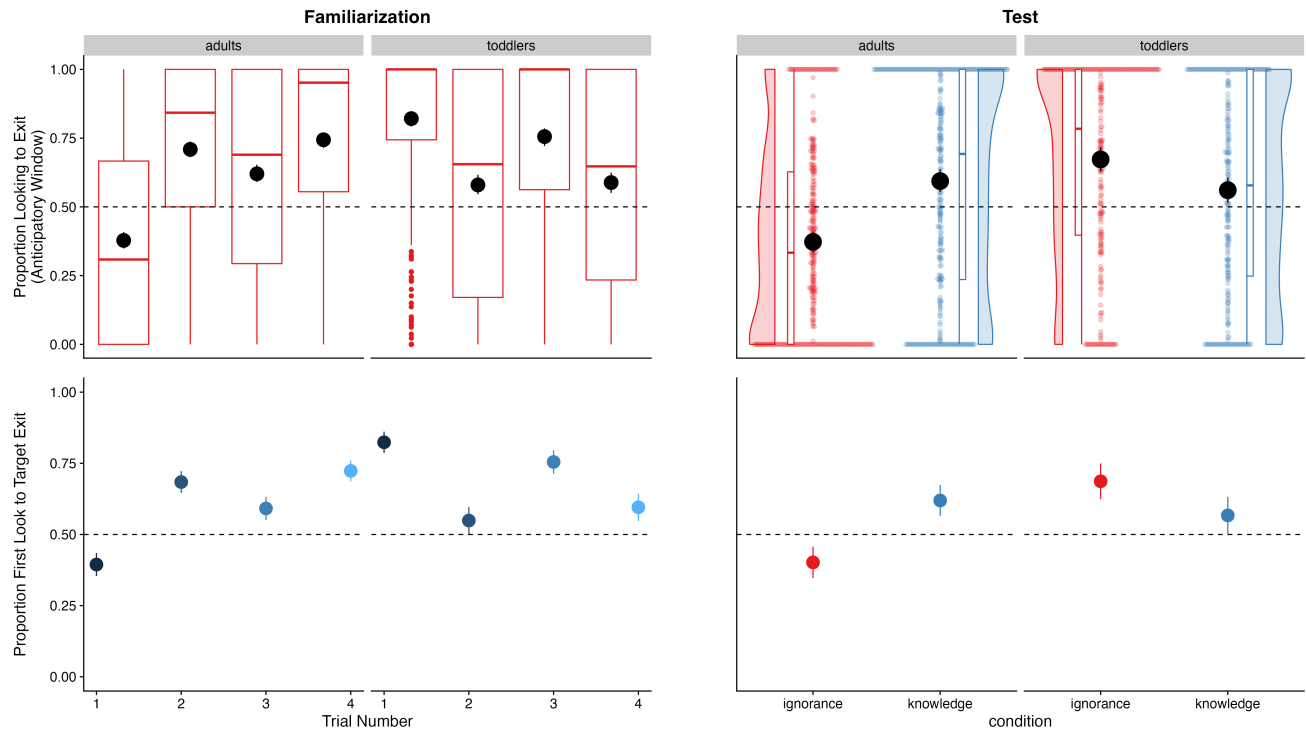 Familiarization
Test
adults
toddlers
adults
toddlers
Proportion Looking to Exit
(Anticipatory Window)
1.00
0.75
0.50
0.25
0.00
Proportion First Look to Target Exit
1.00
0.75
0.50
0.25
0.00
1 2 3 4 1 2 3 4
Trial Number
ignorance knowledge ignorance knowledge
condition